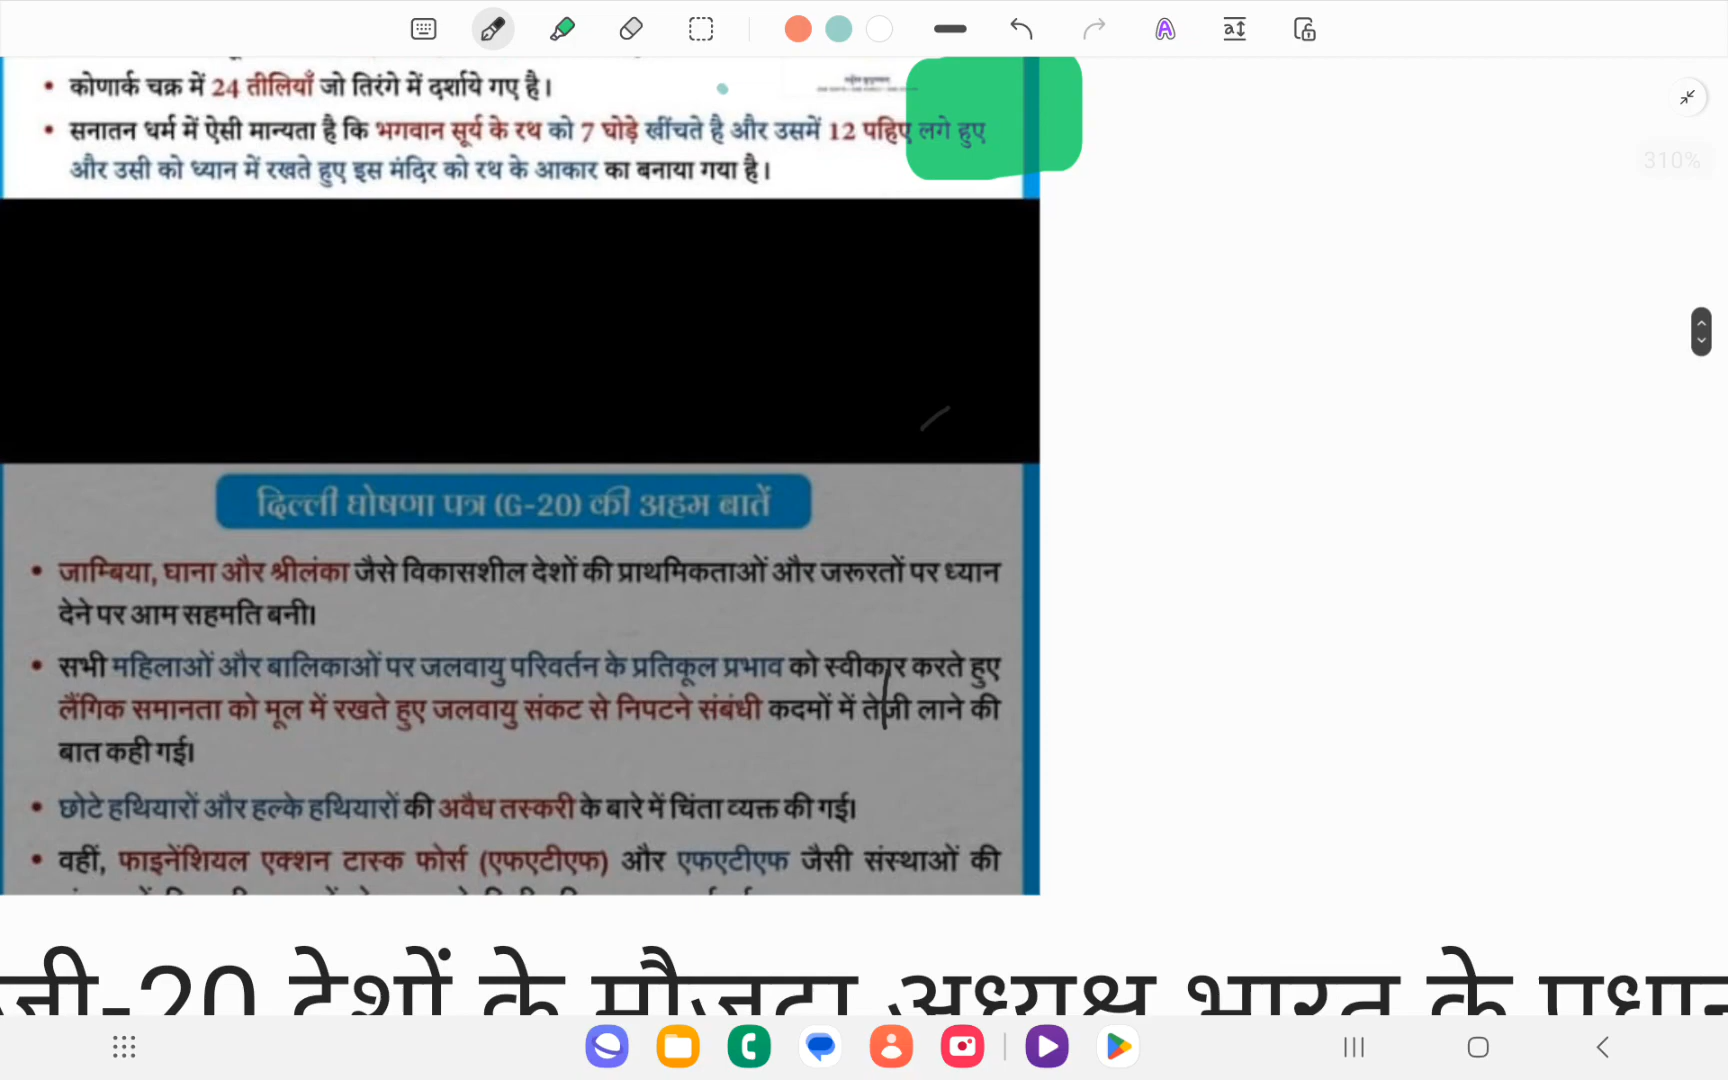 कोणार्क चक्र में 24 तीलियाँ जो तिरंगे में दर्शाये गए है।
सनातन धर्म में ऐसी मान्यता है कि भगवान सूर्य के रथ को 7 घोड़े खींचते है और उसमें 12 पहिए लगे हुए
और उसी को ध्यान में रखते हुए इस मंदिर को रथ के आकार का बनाया गया है।
310%
दिल्ली घोषणा पत्र (G-20) की अहम बातें
जाम्बिया, घाना और श्रीलंका जैसे विकासशील देशों की प्राथमिकताओं और जरूरतों पर ध्यान
देने पर आम सहमति बनी।
सभी महिलाओं और बालिकाओं पर जलवायु परिवर्तन के प्रतिकूल प्रभाव को स्वीकार करते हुए
लैंगिक समानता को मूल में रखते हुए जलवायु संकट से निपटने संबंधी कदमों में तेजी लाने की
बात कही गई।
छोटे हथियारों और हल्के हथियारों की अवैध तस्करी के बारे में चिंता व्यक्त की गई।
वहीं, फाइनेंशियल एक्शन टास्क फोर्स (एफएटीएफ) और एफएटीएफ जैसी संस्थाओं की
जी-20 देशों के मौजूदा अध्यक्ष भारत के प्रधान